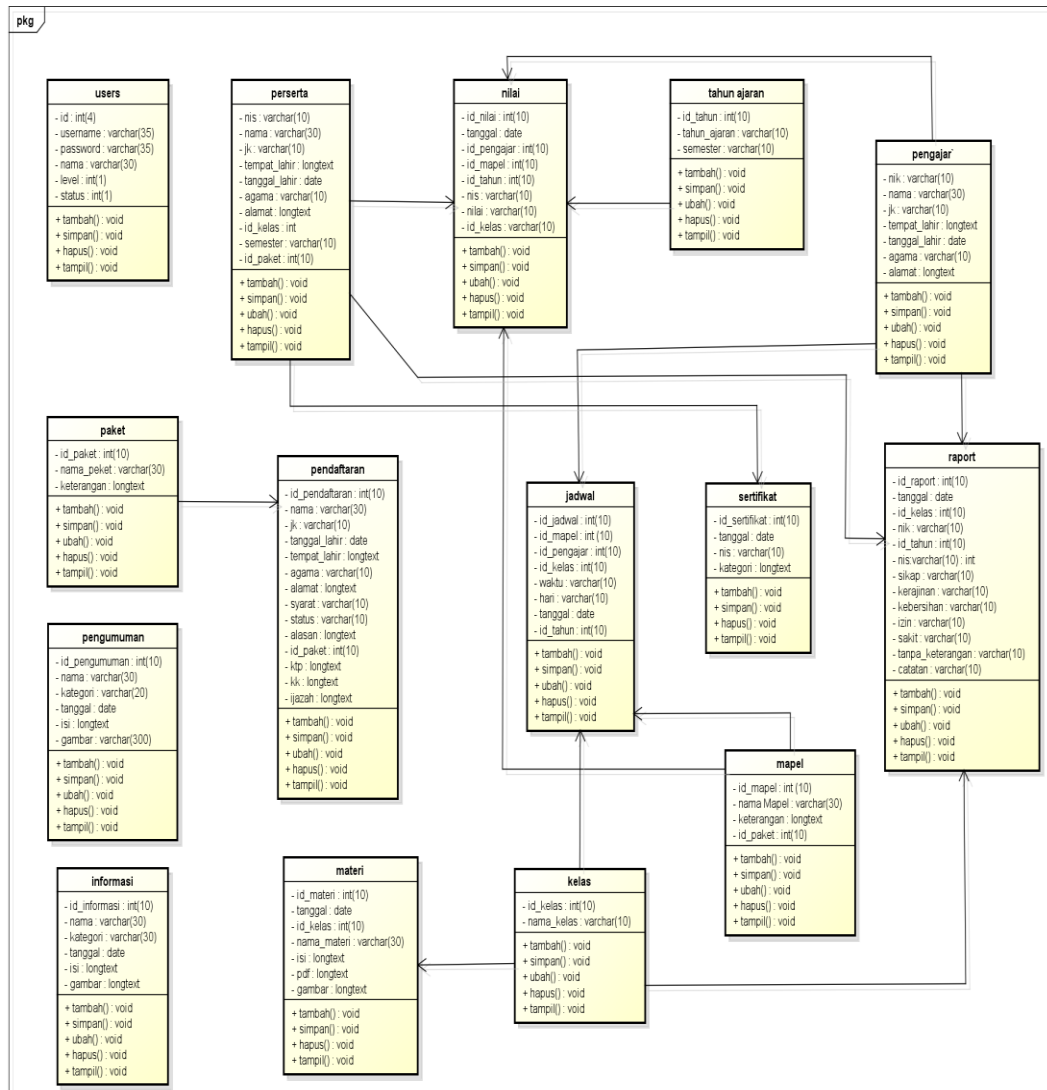 pkg
users
- id : int(4)
- username : varchar(35)
- password : varchar(35)
- nama : varchar(30)
- level : int(1)
- status : int(1)
+ tambah() : void
+ simpan() : void
+ hapus() : void
+ tampil() : void
perserta
- nis : varchar(10)
- nama : varchar(30)
- jk : varchar(10)
- tempat_lahir : longtext
- tanggal_lahir : date
- agama : varchar(10)
- alamat : longtext
- id_kelas : int
- semester : varchar(10)
- id_paket : int(10)
+ tambah() : void
+ simpan() : void
+ ubah() : void
+ hapus() : void
+ tampil() : void
nilai
- id_nilai : int(10)
- tanggal : date
- id_pengajar : int(10)
- id_mapel : int(10)
- id_tahun : int(10)
- nis : varchar(10)
- nilai : varchar(10)
- id_kelas : varchar(10)
+ tambah() : void
+ simpan() : void
+ ubah() : void
+ hapus() : void
+ tampil() : void
tahun ajaran
- id_tahun : int(10)
- tahun_ajaran : varchar(10)
- semester : varchar(10)
+ tambah() : void
+ simpan() : void
+ ubah() : void
+ hapus() : void
+ tampil() : void
pengajar`
- nik : varchar(10)
- nama : varchar(30)
- jk : varchar(10)
- tempat_lahir : longtext
- tanggal_lahir : date
- agama : varchar(10)
- alamat : longtext
+ tambah() : void
+ simpan() : void
+ ubah() : void
+ hapus() : void
+ tampil() : void
paket
- id_paket : int(10)
- nama_peket : varchar(30)
- keterangan : longtext
+ tambah() : void
+ simpan() : void
ubah() : void
+ hapus() : void
+ tampil() : void
pendaftaran
- id_pendaftaran : int(10)
- nama : varchar(30)
- jk : varchar(10)
- tanggal_lahir : date
- tempat_lahir : longtext
- agama : varchar(10)
- alamat : longtext
- syarat : varchar(10)
- status : varchar(10)
- alasan : longtext
- id_paket : int(10)
- ktp : longtext
- kk : longtext
- ijazah : longtext
+ tambah() : void
+ simpan() : void
+ ubah() : void
+ hapus() : void
+ tampil() : void
jadwal
- id_jadwal : int(10)
- id_mapel : int (10)
- id_pengajar : int(10)
- id_kelas : int(10)
- waktu : varchar(10)
- hari : varchar(10)
- tanggal : date
- id_tahun : int(10)
+ tambah() : void
+ simpan() : void
+ ubah() : void
+ hapus() : void
+ tampil() : void
sertifikat
- id_sertifikat : int(10)
- tanggal : date
- nis : varchar(10)
- kategori : longtext
+ tambah() : void
+ simpan() : void
+ hapus() : void
+ tampil() : void
raport
- id_raport : int(10)
- tanggal : date
- id_kelas : int(10)
- nik : varchar(10)
- id_tahun : int(10)
- nis:varchar(10) : int
- sikap : varchar(10)
- kerajinan : varchar(10)
- kebersihan : varchar(10)
- izin : varchar(10)
- sakit : varchar(10)
- tanpa_keterangan : varchar(10)
- catatan : varchar(10)
+ tambah() : void
+ simpan() : void
+ ubah() : void
+ hapus() : void
+ tampil() : void
pengumuman
- id_pengumuman : int(10)
- nama : varchar(30)
- kategori : varchar(20)
- tanggal : date
- isi : longtext
- gambar : varchar(300)
+ tambah() : void
+ simpan() : void
+ ubah() : void
+ hapus() : void
+ tampil() : void
mapel
- id_mapel : int (10)
- nama Mapel : varchar(30)
- keterangan : longtext
- id_paket : int(10)
+ tambah() : void
+ simpan() : void
+ ubah() : void
+ hapus() : void
+ tampil() : void
informasi
- id_informasi : int(10)
- nama : varchar(30)
- kategori : varchar(30)
- tanggal : date
- isi : longtext
- gambar : longtext
+ tambah() : void
+ simpan() : void
+ ubah() : void
+ hapus() : void
+ tampil() : void
materi
- id_materi : int(10)
- tanggal : date
- id_kelas : int(10)
- nama_materi : varchar(30)
- isi : longtext
- pdf : longtext
- gambar : longtext
+ tambah() : void
+ simpan() : void
+ ubah() : void
+ hapus() : void
+ tampil() : void
kelas
- id_kelas : int(10)
- nama_kelas : varchar(10)
+ tambah() : void
+ simpan() : void
+ ubah() : void
+ hapus() : void
+ tampil() : void